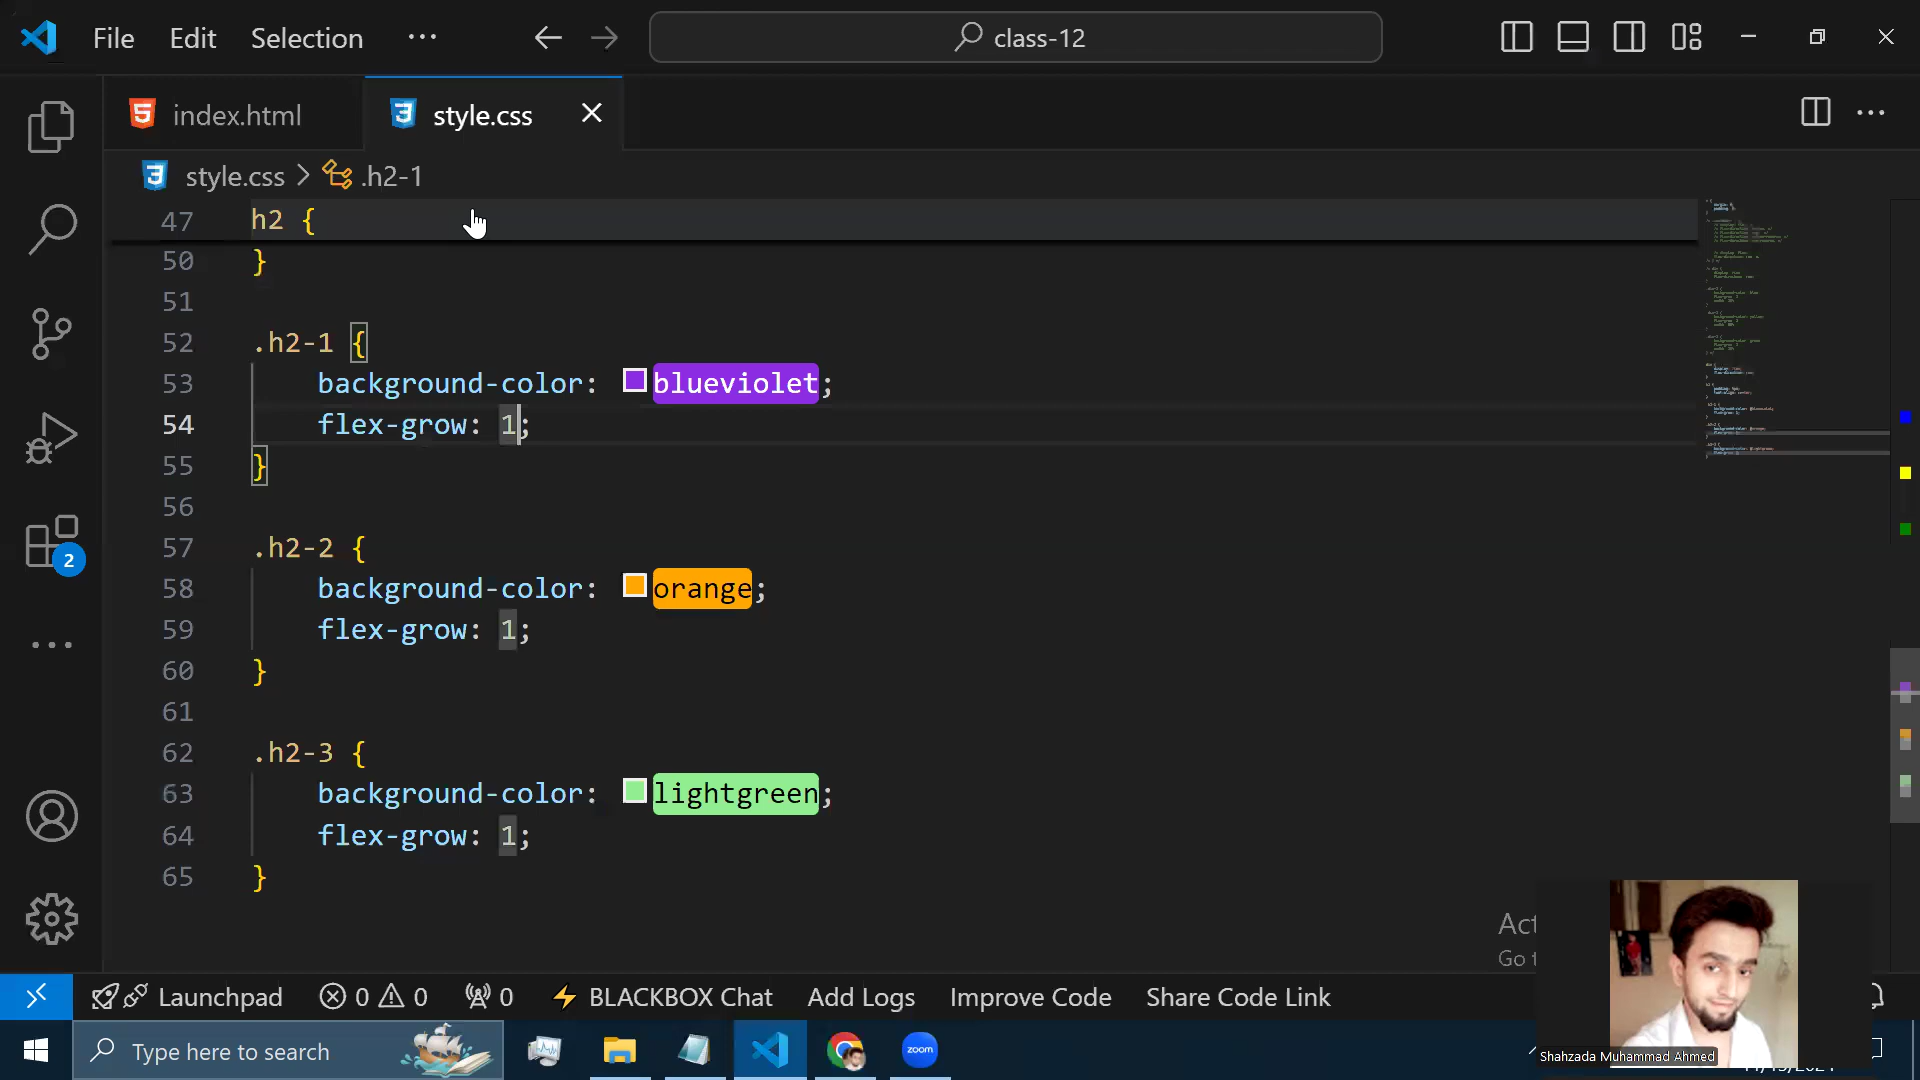 File Edit Selection ··· class-12
index.html style.css
style.css > .h2-1
47 h2 {
50 }
51
52 .h2-1 {
53 background-color: blueviolet;
54 flex-grow: 1;
55 }
56
57 .h2-2 {
58 background-color: orange;
59 flex-grow: 1;
60 }
61
62 .h2-3 {
63 background-color: lightgreen;
64 flex-grow: 1;
65 }
2
Act
Go t
Launchpad 0 0 0 BLACKBOX Chat Add Logs Improve Code Share Code Link
Type here to search
zoom
Shahzada Muhammad Ahmed